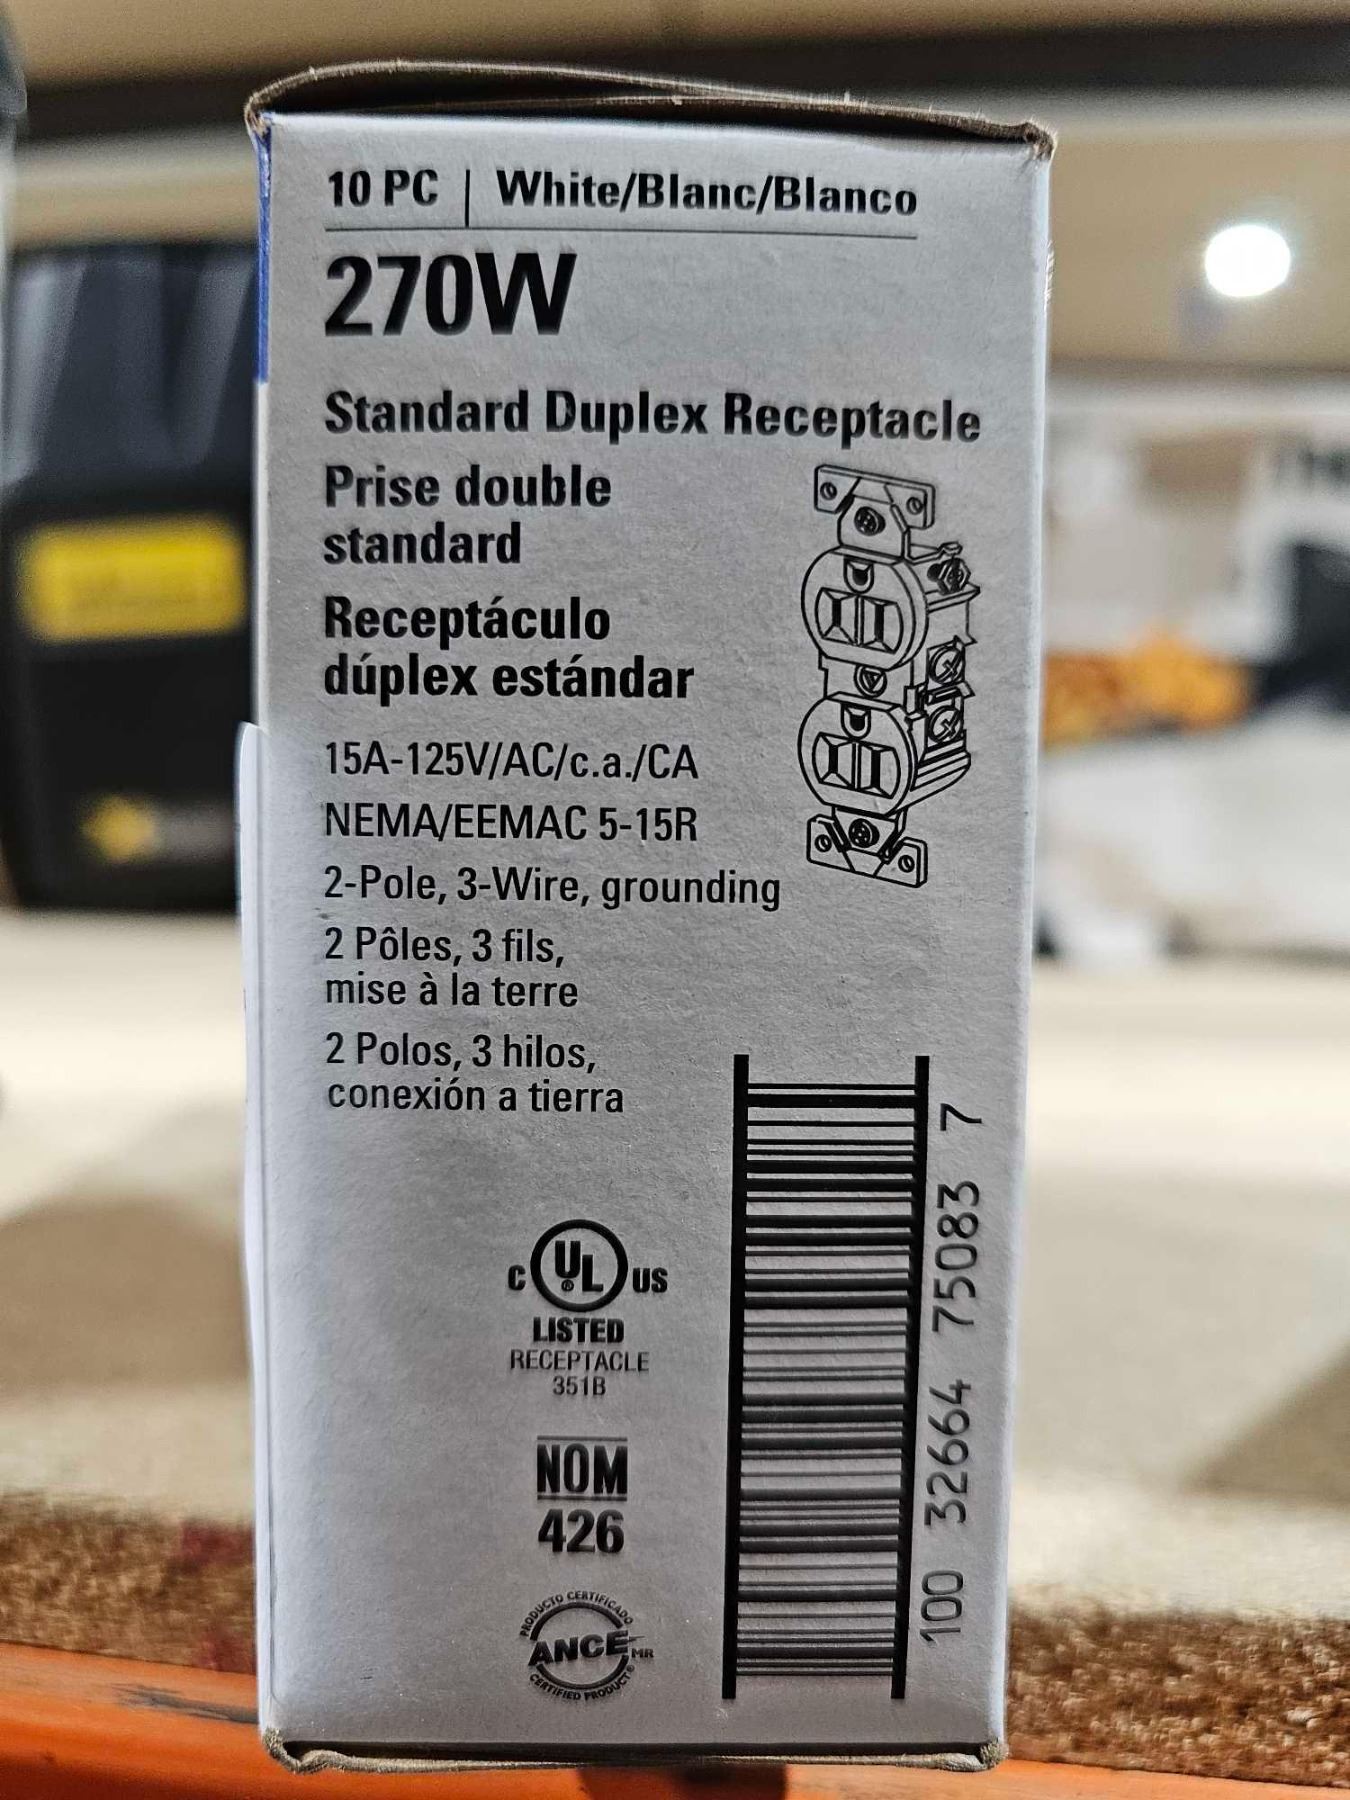 10 PC | White/Blanc/Blanco
270W
Standard Duplex Receptacle
Prise double
standard
Receptáculo
dúplex estándar
15A-125V/AC/c.a./CA
NEMA/EEMAC 5-15R
2-Pole, 3-Wire, grounding
2 Pôles, 3 fils,
mise à la terre
2 Polos, 3 hilos,
conexión a tierra
C UL® US
LISTED
RECEPTACLE
351B
NOM
426
PRODUCTO CERTIFICADO
ANCE MR
CERTIFIED PRODUCT®
100 32664 75083 7